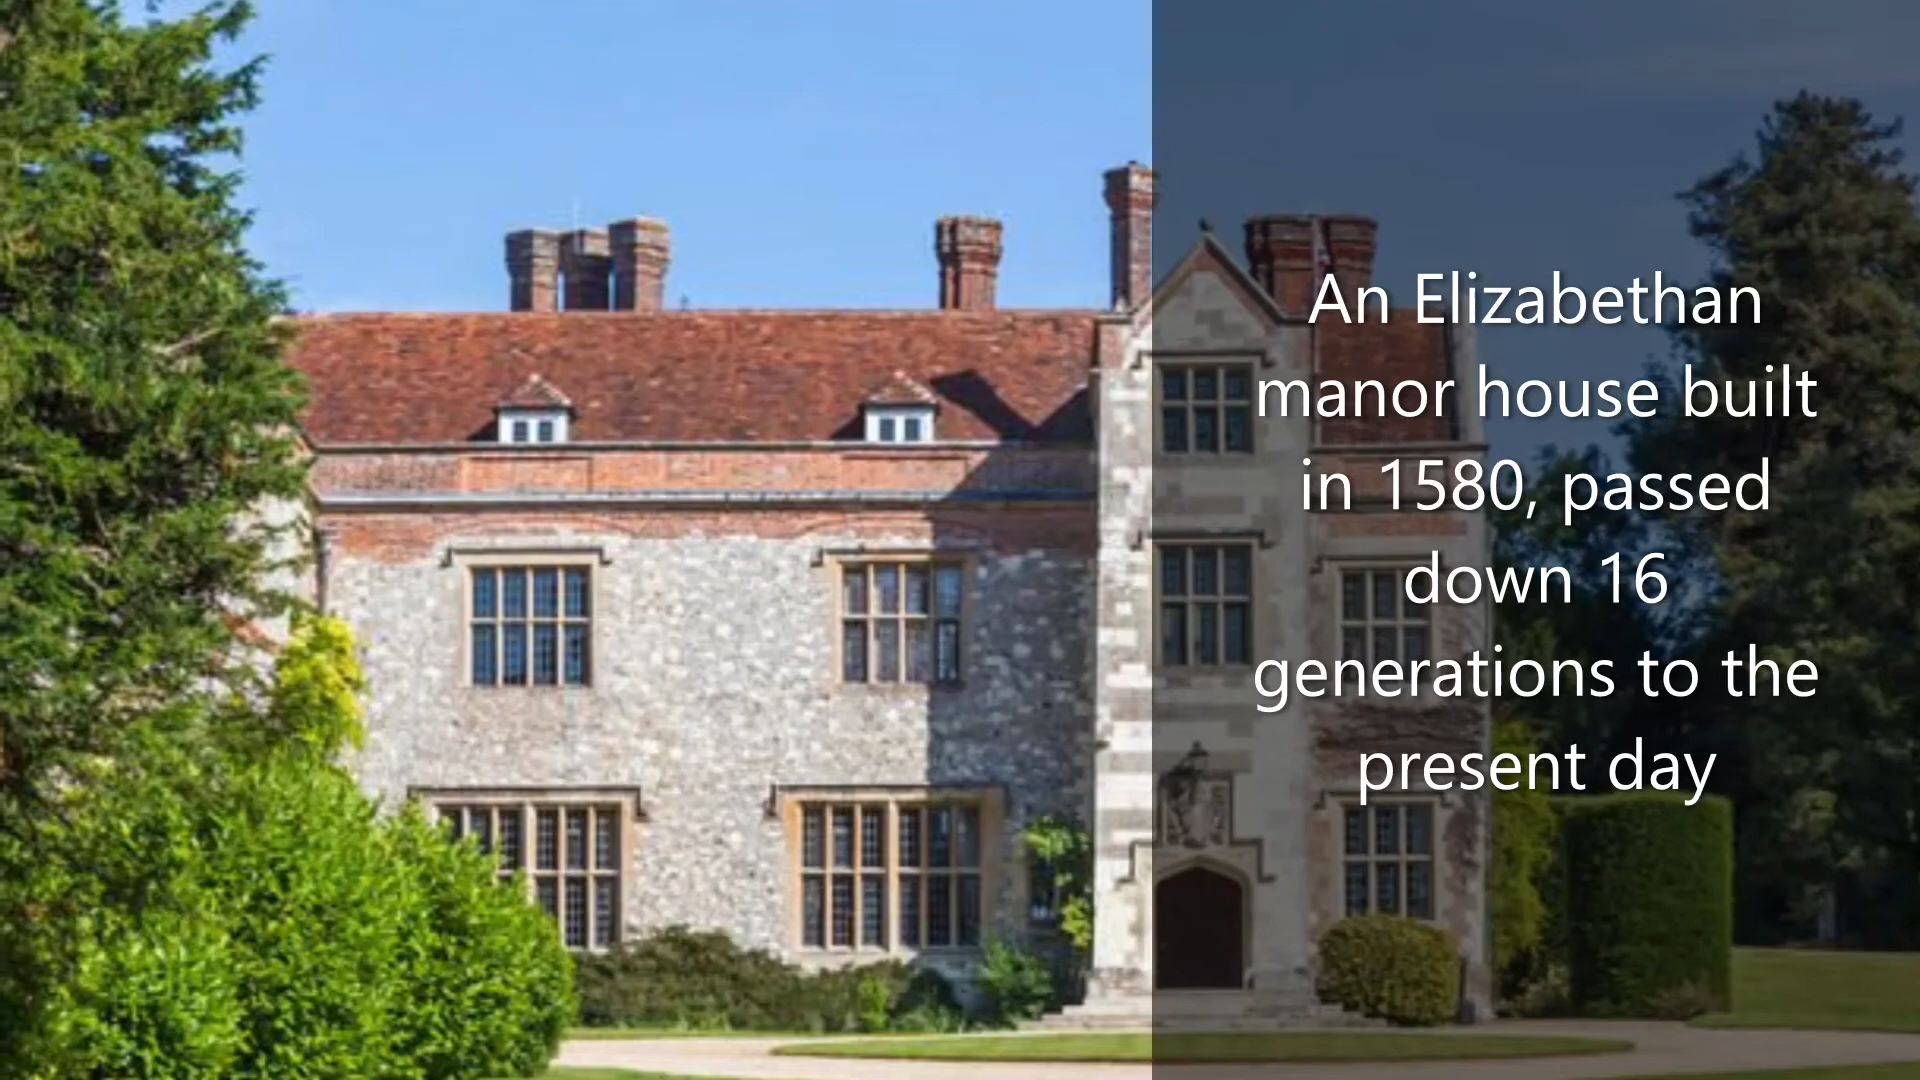 An Elizabethan
manor house built
in 1580, passed
down 16
generations to the
present day